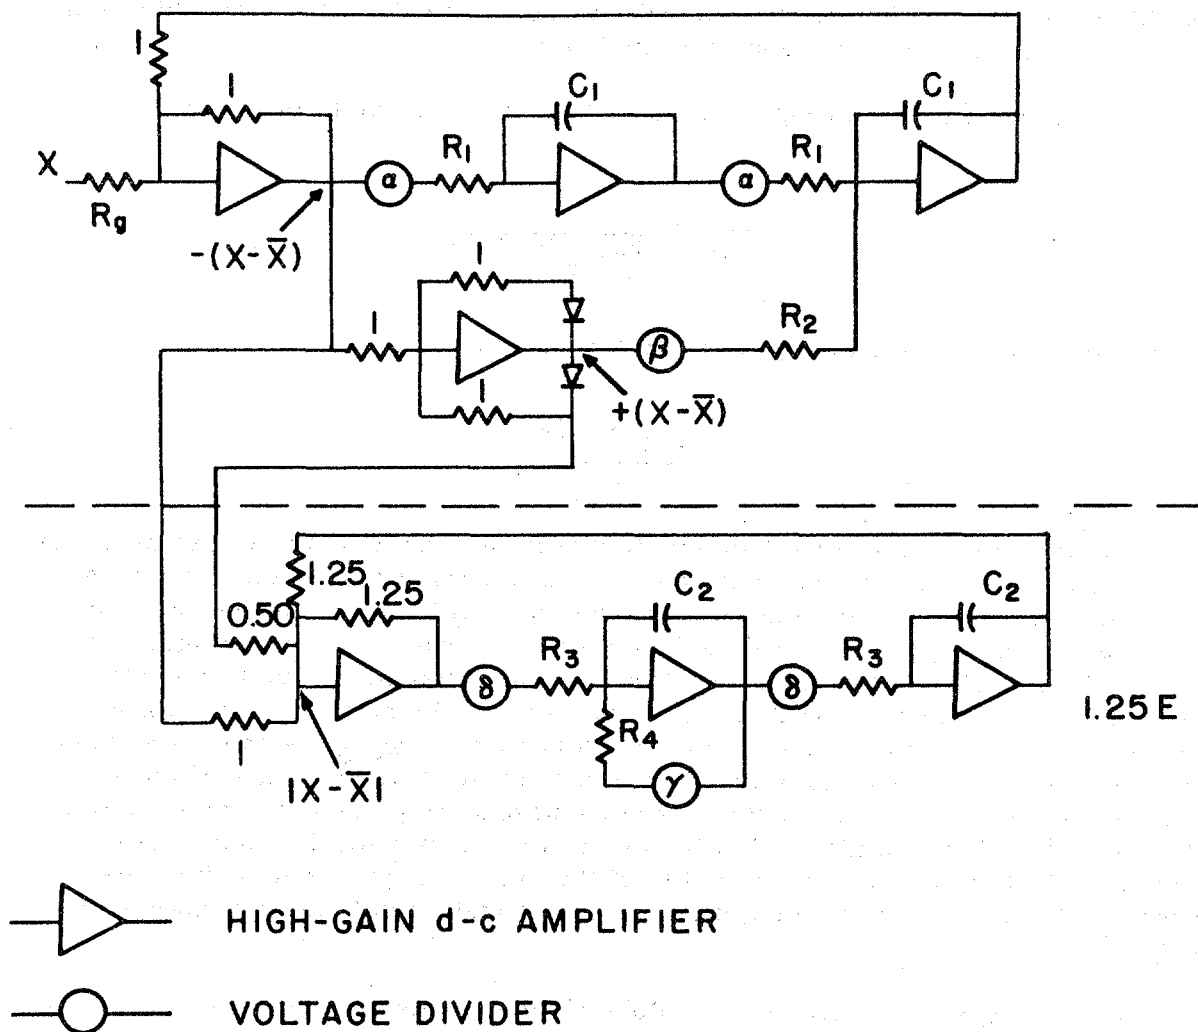 1
1
C1
C1
X
Rg
R1
R1
α
α
-(X-X̅)
1
1
1
β
R2
+(X-X̅)
1.25
1.25
0.50
1
C2
C2
R3
R3
δ
δ
R4
γ
|X-X̅|
1.25 E
HIGH-GAIN d-c AMPLIFIER
VOLTAGE DIVIDER